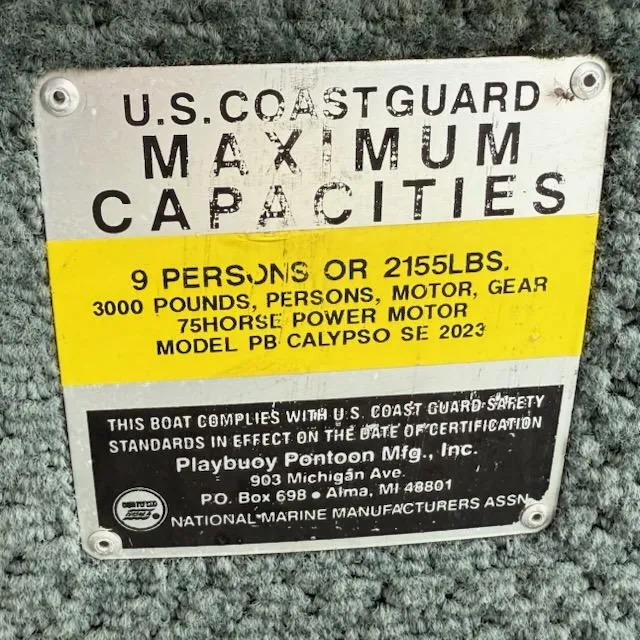 U.S. COAST GUARD
MAXIMUM
CAPACITIES
9 PERSONS OR 2155LBS.
3000 POUNDS, PERSONS, MOTOR, GEAR
75HORSE POWER MOTOR
MODEL PB CALYPSO SE 2023
THIS BOAT COMPLIES WITH U.S. COAST GUARD SAFETY
STANDARDS IN EFFECT ON THE DATE OF CERTIFICATION
Playbuoy Pontoon Mfg., Inc.
903 Michigan Ave.
P.O. Box 698 • Alma, MI 48801
NATIONAL MARINE MANUFACTURERS ASSN